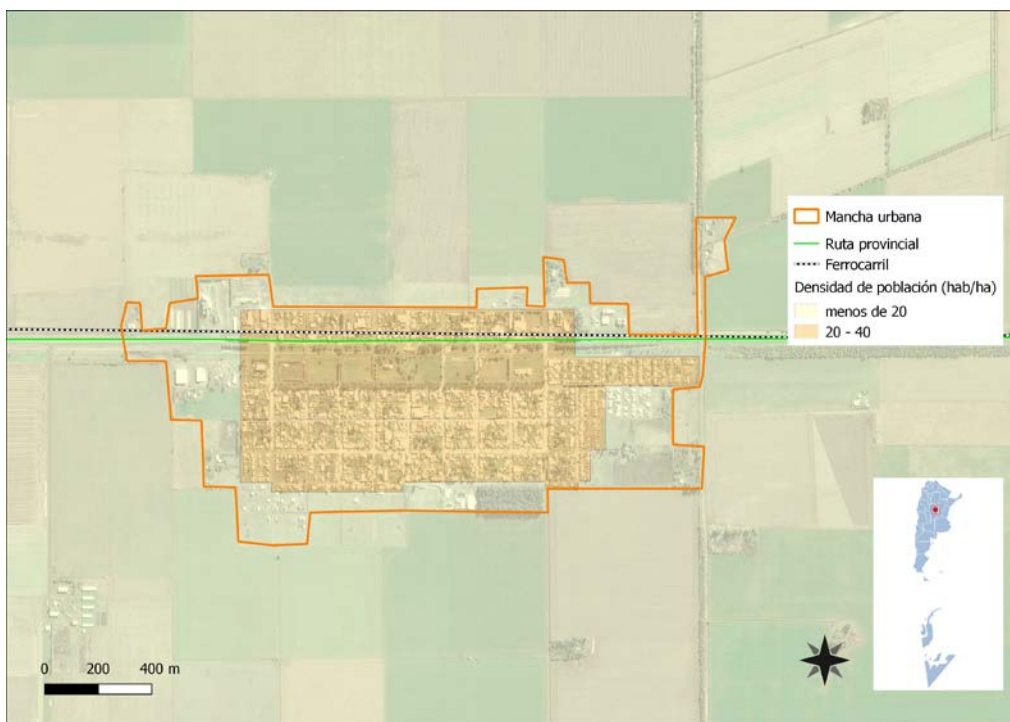 Mancha urbana
Ruta provincial
Ferrocarril
Densidad de población (hab/ha)
menos de 20
20 - 40
0 200 400 m